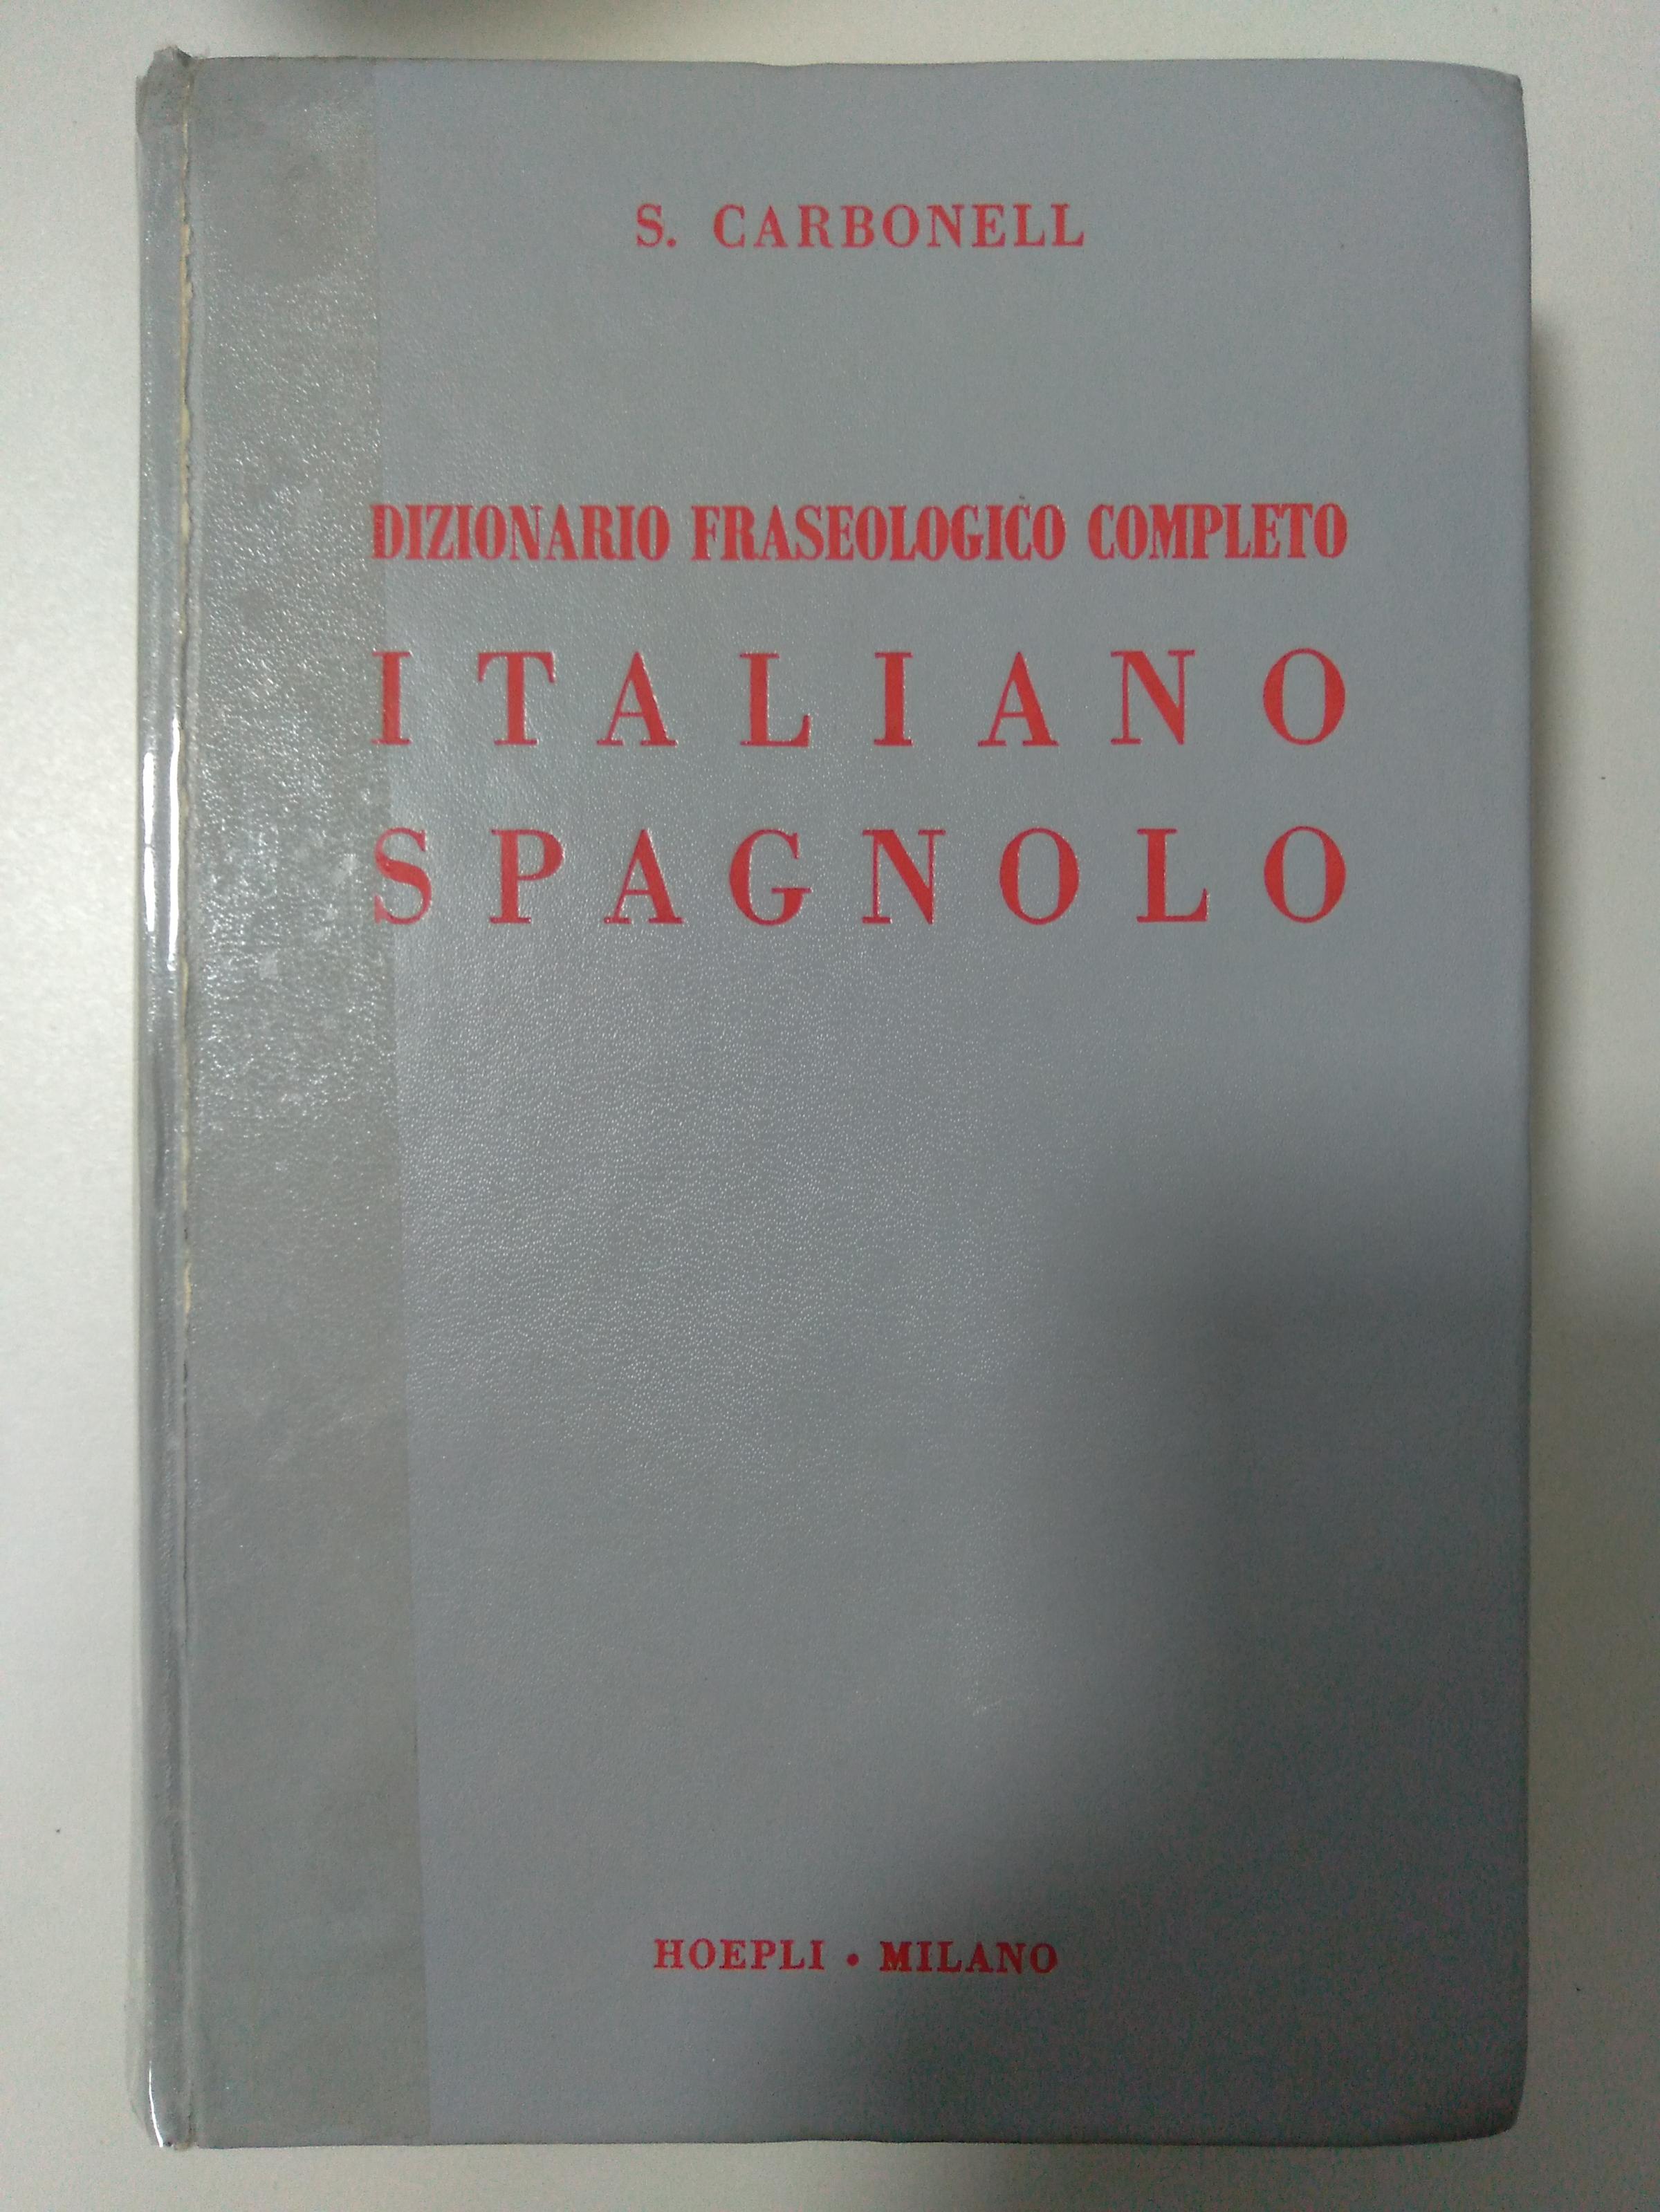 S. CARBONELL
DIZIONARIO FRASEOLOGICO COMPLETO
ITALIANO
SPAGNOLO
HOEPLI • MILANO